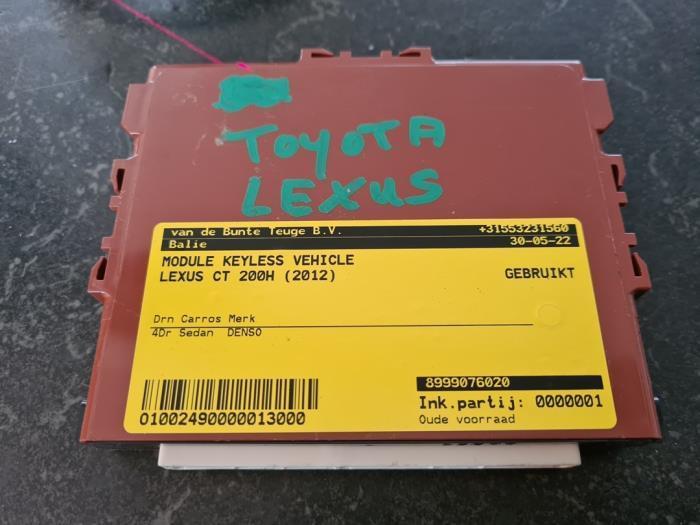 TOYOTA
LEXUS
van de Bunte Teuge B.V. +31553231560
Balie 30-05-22
MODULE KEYLESS VEHICLE
LEXUS CT 200H (2012) GEBRUIKT
Drn Carros Merk
4Dr Sedan DENSO
8999076020
Ink.partij: 0000001
01002490000013000 Oude voorraad